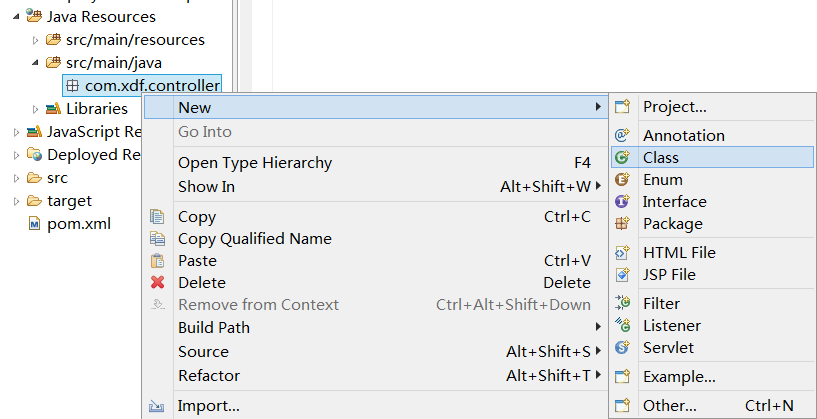 Java Resources
src/main/resources
src/main/java
com.xdf.controller
Libraries
JavaScript Re
Deployed Re
src
target
pom.xml
New
Go Into
Open Type Hierarchy F4
Show In Alt+Shift+W
Copy Ctrl+C
Copy Qualified Name
Paste Ctrl+V
Delete Delete
Remove from Context Ctrl+Alt+Shift+Down
Build Path
Source Alt+Shift+S
Refactor Alt+Shift+T
Import...
Project...
Annotation
Class
Enum
Interface
Package
HTML File
JSP File
Filter
Listener
Servlet
Example...
Other... Ctrl+N